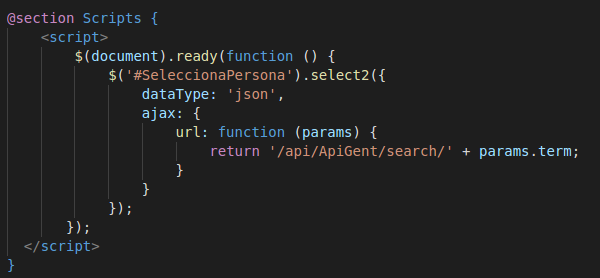 @section Scripts {
<script>
$(document).ready(function () {
$('#SeleccionaPersona').select2({
dataType: 'json',
ajax: {
url: function (params) {
return '/api/ApiGent/search/' + params.term;
}
}
});
});
</script>
}